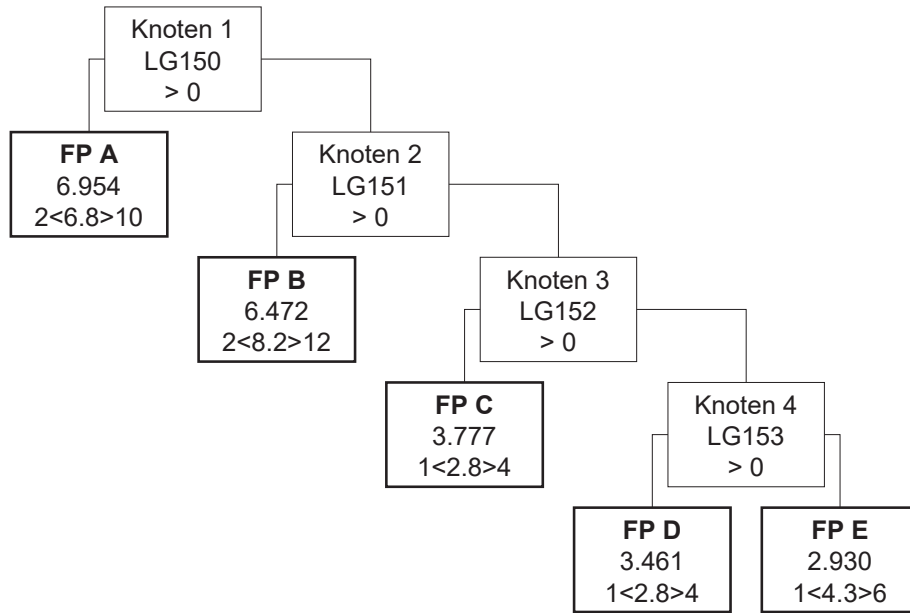 Knoten 1
LG150
> 0
FP A
6.954
2<6.8>10
Knoten 2
LG151
> 0
FP B
6.472
2<8.2>12
Knoten 3
LG152
> 0
FP C
3.777
1<2.8>4
Knoten 4
LG153
> 0
FP D
3.461
1<2.8>4
FP E
2.930
1<4.3>6